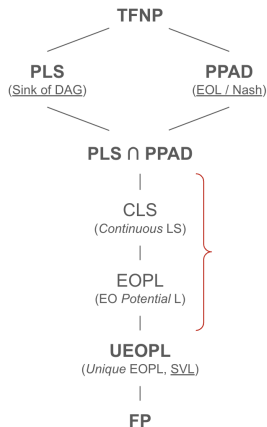 TFNP
PLS PPAD
(Sink of DAG) (EOL / Nash)
PLS ∩ PPAD
CLS
(Continuous LS)
EOPL
(EO Potential L)
UEOPL
(Unique EOPL, SVL)
FP